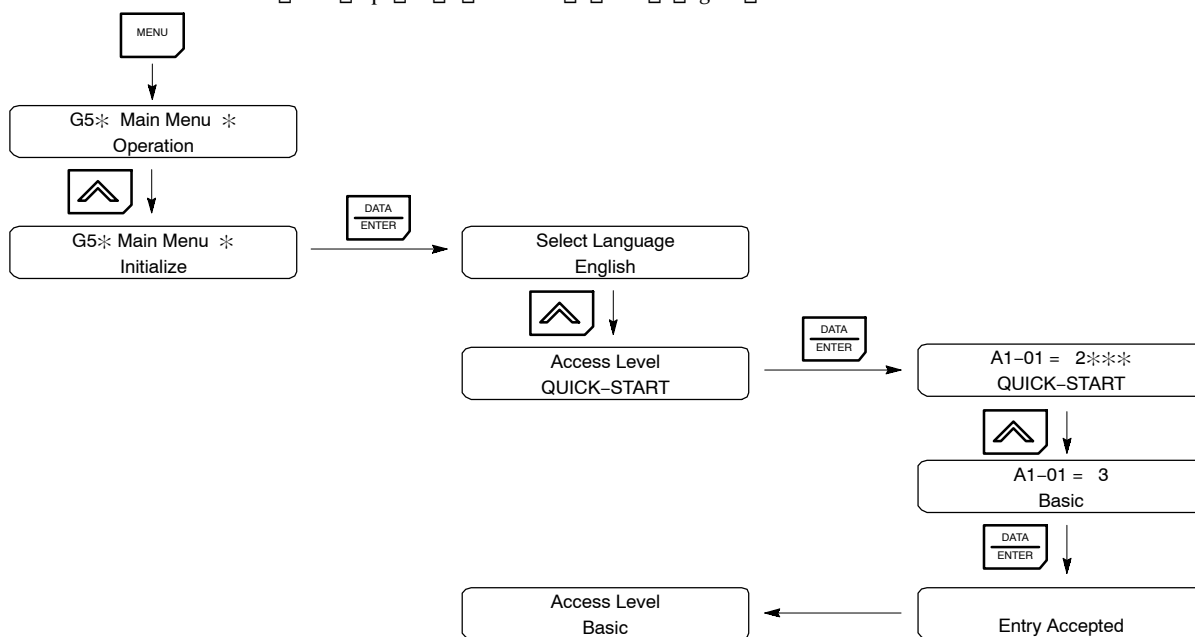 MENU
G5✳ Main Menu ✳
Operation
G5✳ Main Menu ✳
Initialize
DATA
ENTER
Select Language
English
Access Level
QUICK–START
DATA
ENTER
A1–01 = 2✳✳✳
QUICK–START
A1–01 = 3
Basic
DATA
ENTER
Entry Accepted
Access Level
Basic